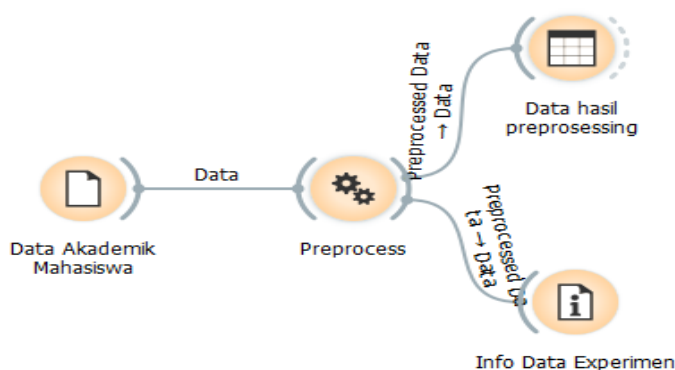 Data Akademik
Mahasiswa
Data
Preprocess
Preprocessed Data
→ Data
Data hasil
preprosessing
Preprocessed Da
ta → Data
Info Data Experimen